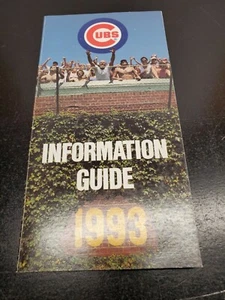 CUBS
INFORMATION
GUIDE
1993